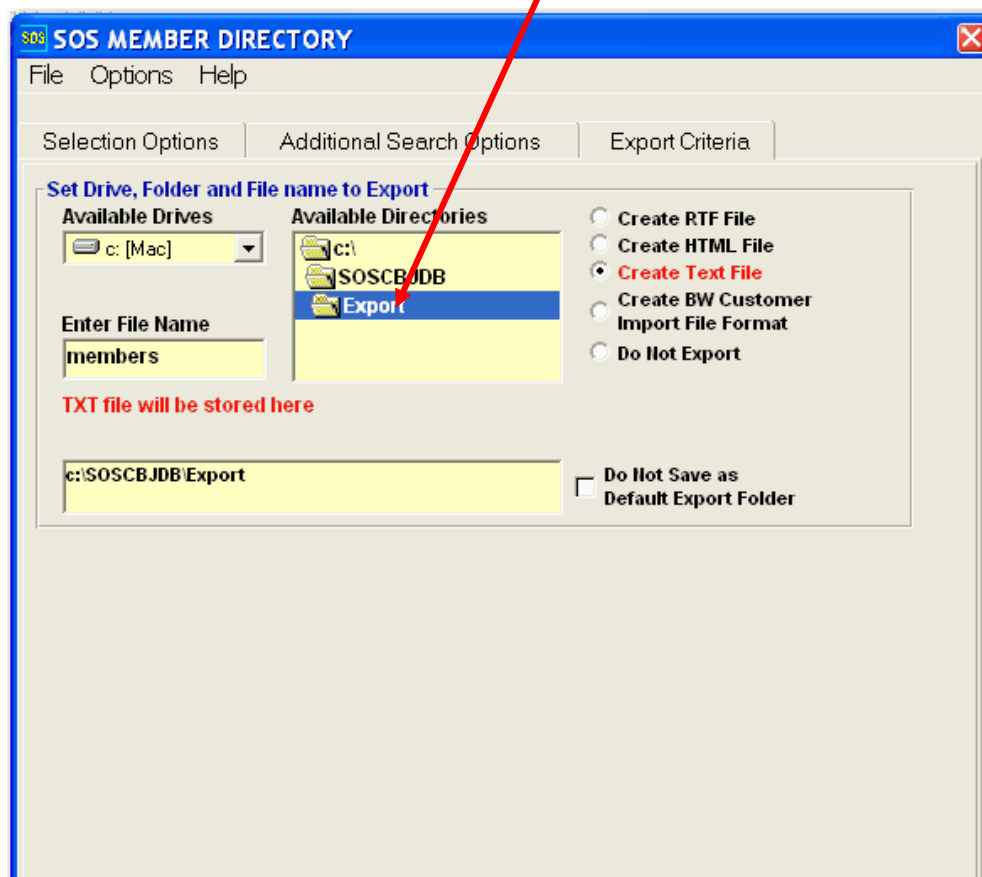 SOS SOS MEMBER DIRECTORY
File Options Help
Selection Options Additional Search Options Export Criteria
Set Drive, Folder and File name to Export
Available Drives
c: [Mac]
Available Directories
c:\
SOSCBJDB
Export
Create RTF File
Create HTML File
Create Text File
Create BW Customer
Import File Format
Do Not Export
Enter File Name
members
TXT file will be stored here
c:\SOSCBJDB\Export
Do Not Save as
Default Export Folder